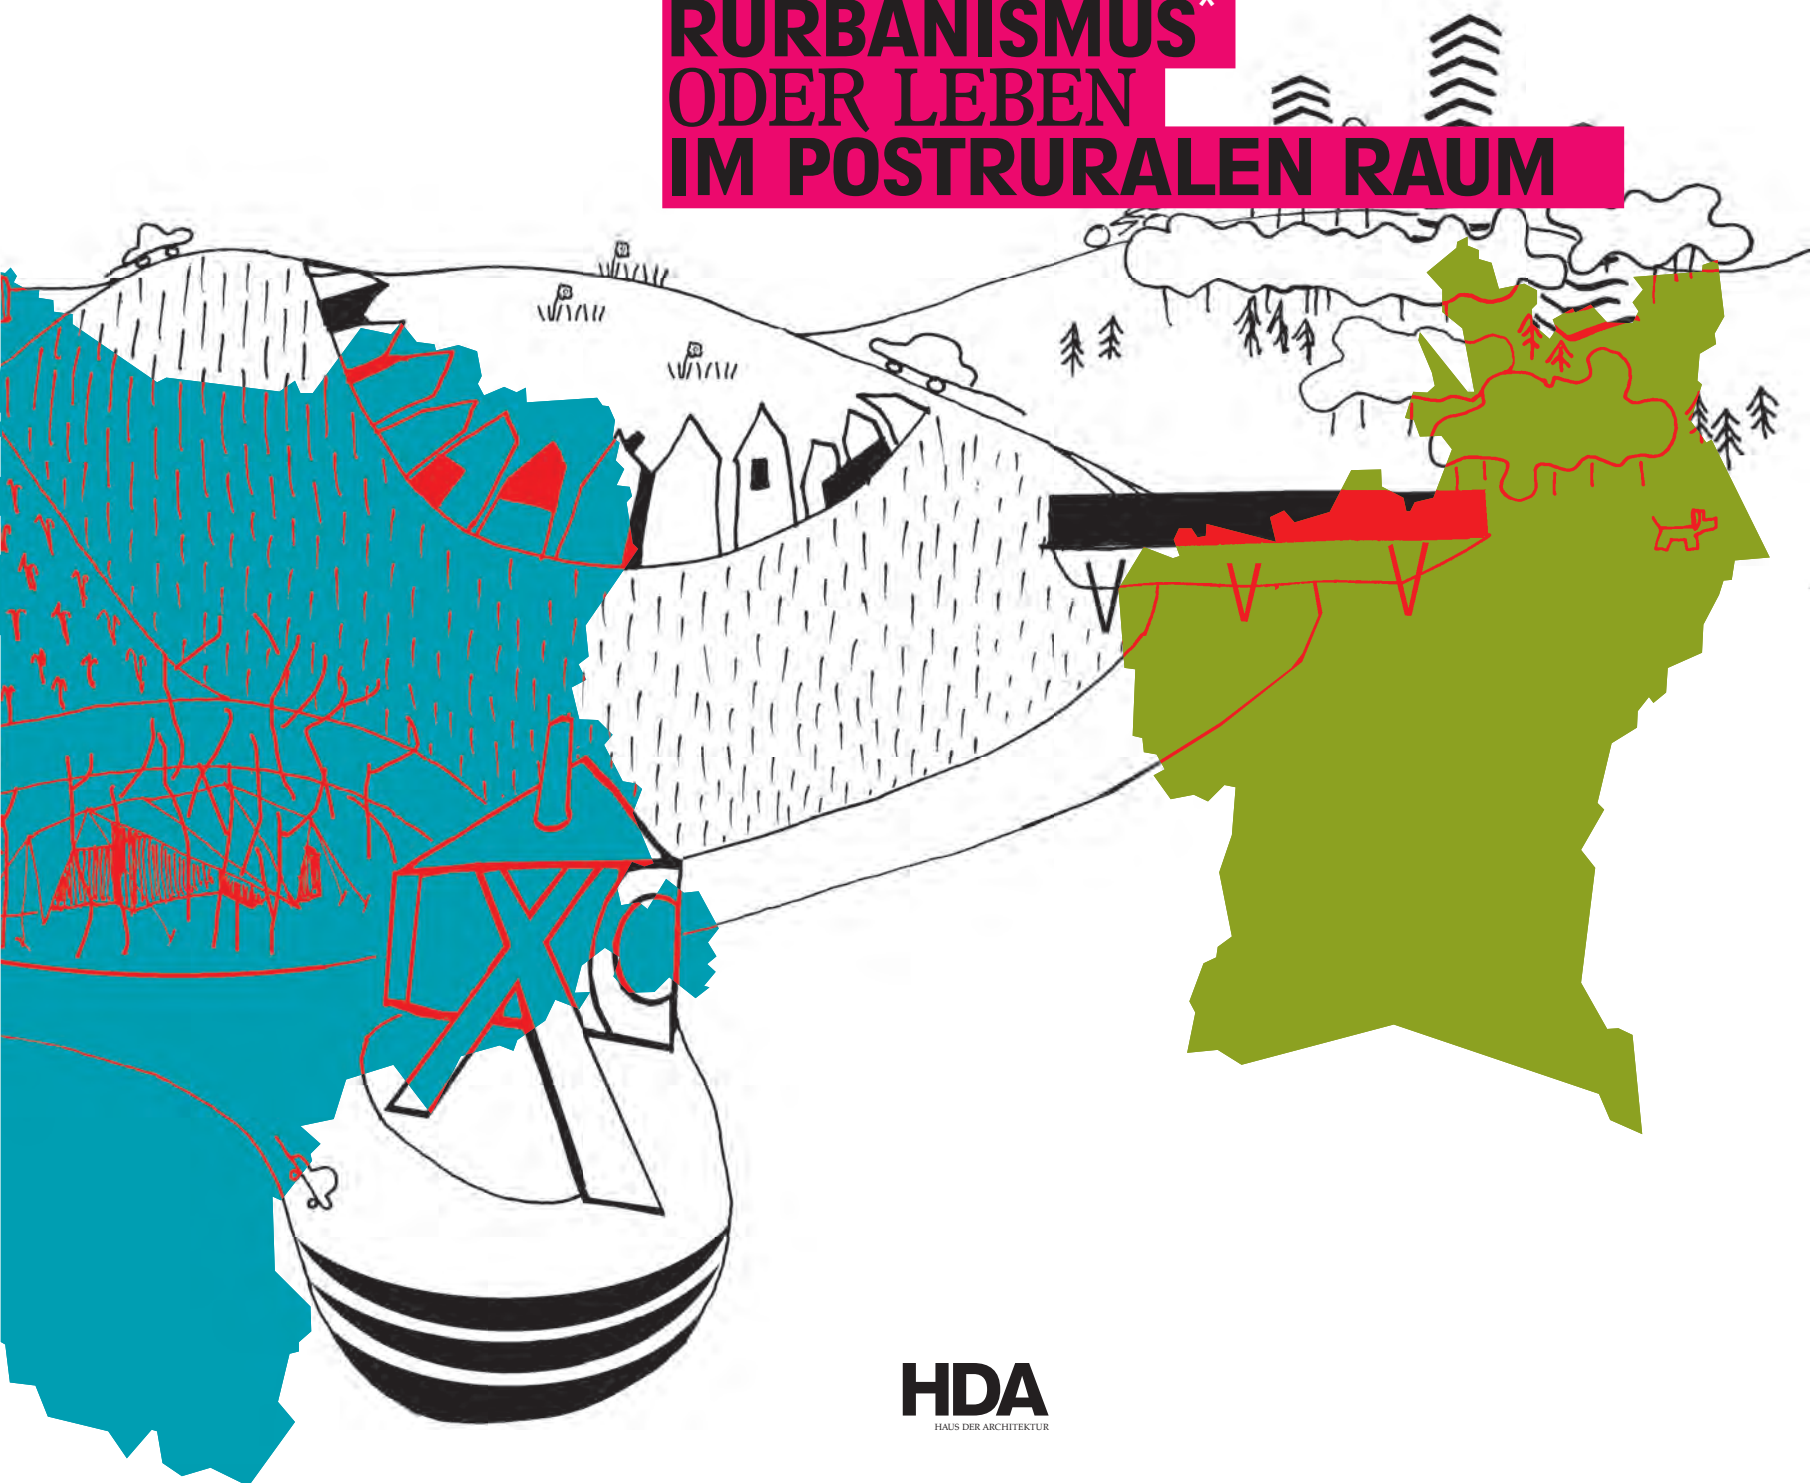 RURBANISMUS*
ODER LEBEN
IM POSTRURALEN RAUM
HDA
HAUS DER ARCHITEKTUR